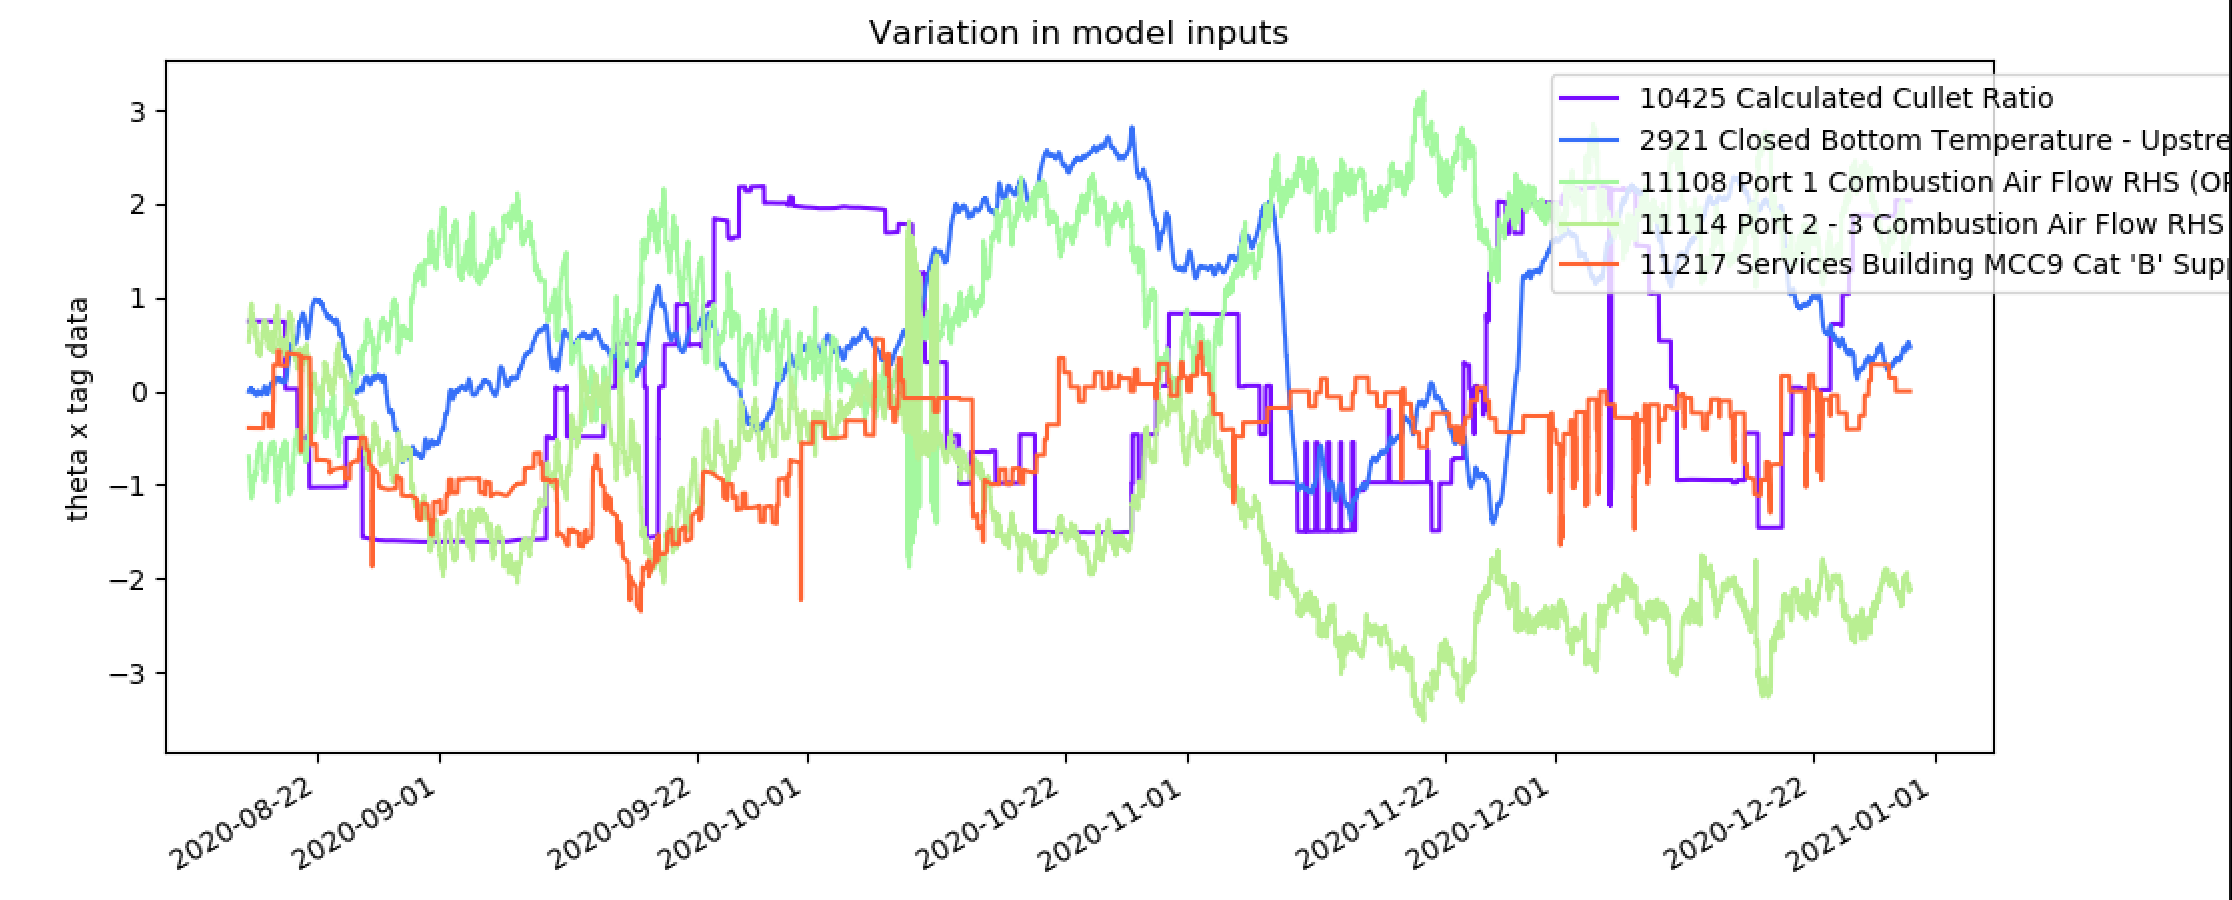 Variation in model inputs
10425 Calculated Cullet Ratio
2921 Closed Bottom Temperature - Upstre
11108 Port 1 Combustion Air Flow RHS (OP
11114 Port 2 - 3 Combustion Air Flow RHS
11217 Services Building MCC9 Cat 'B' Sup
theta x tag data
3
2
1
0
−1
−2
−3
2020-08-22
2020-09-01
2020-09-22
2020-10-01
2020-10-22
2020-11-01
2020-11-22
2020-12-01
2020-12-22
2021-01-01